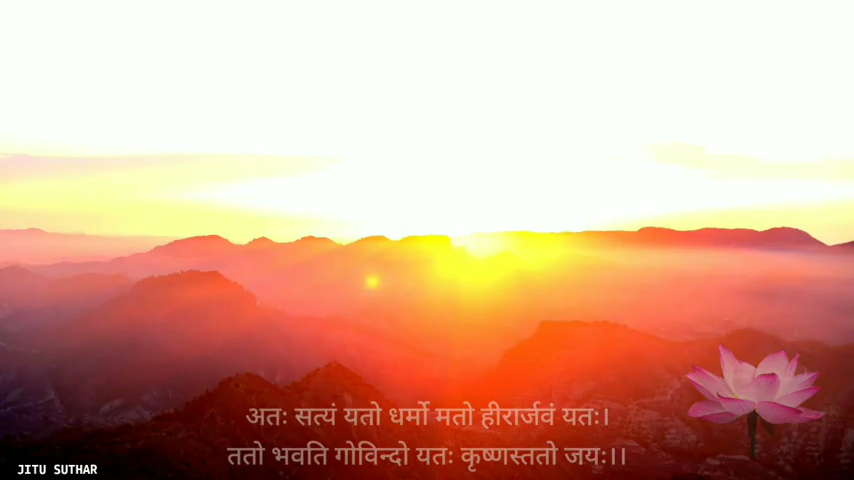 अतः सत्यं यतो धर्मो मतो हीरार्जवं यतः।
ततो भवति गोविन्दो यतः कृष्णस्ततो जयः।।
JITU SUTHAR